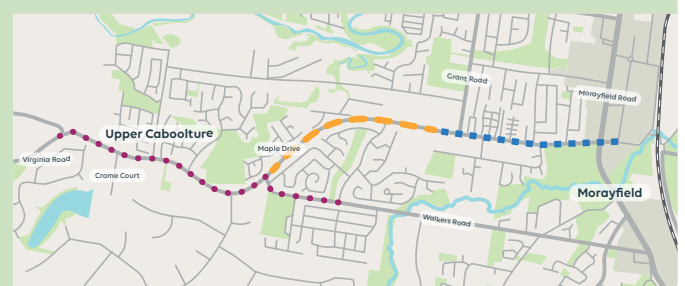 Grant Road
Morayfield Road
Upper Caboolture
Maple Drive
Virginia Road
Crome Court
Morayfield
Walkers Road